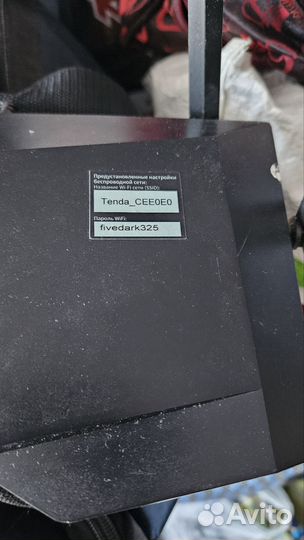 Предустановленные настройки
беспроводной сети:
Название Wi Fi сети (SSID):
Tenda_CEE0E0
Пароль WiFi:
fivedark325
Avito